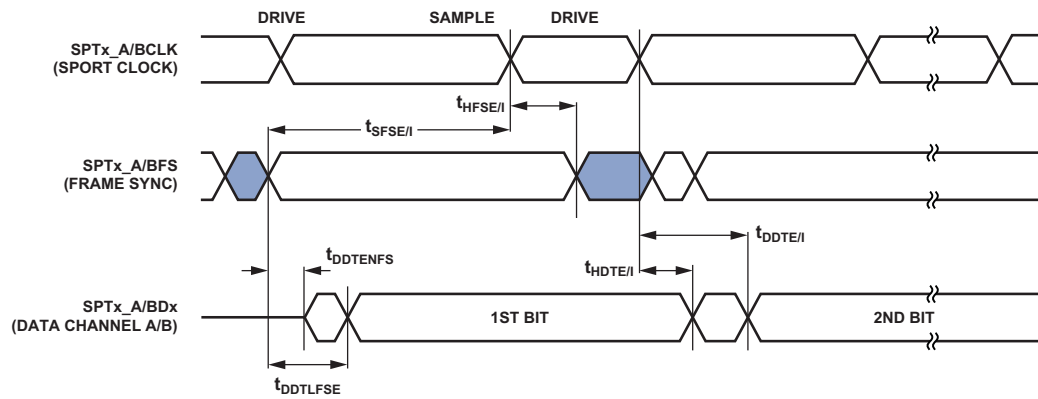 DRIVE SAMPLE DRIVE
SPTx_A/BCLK
(SPORT CLOCK)
tHFSE/I
tSFSE/I
SPTx_A/BFS
(FRAME SYNC)
tDDTE/I
tDDTENFS
tHDTE/I
SPTx_A/BDx
(DATA CHANNEL A/B)
1ST BIT 2ND BIT
tDDTLFSE